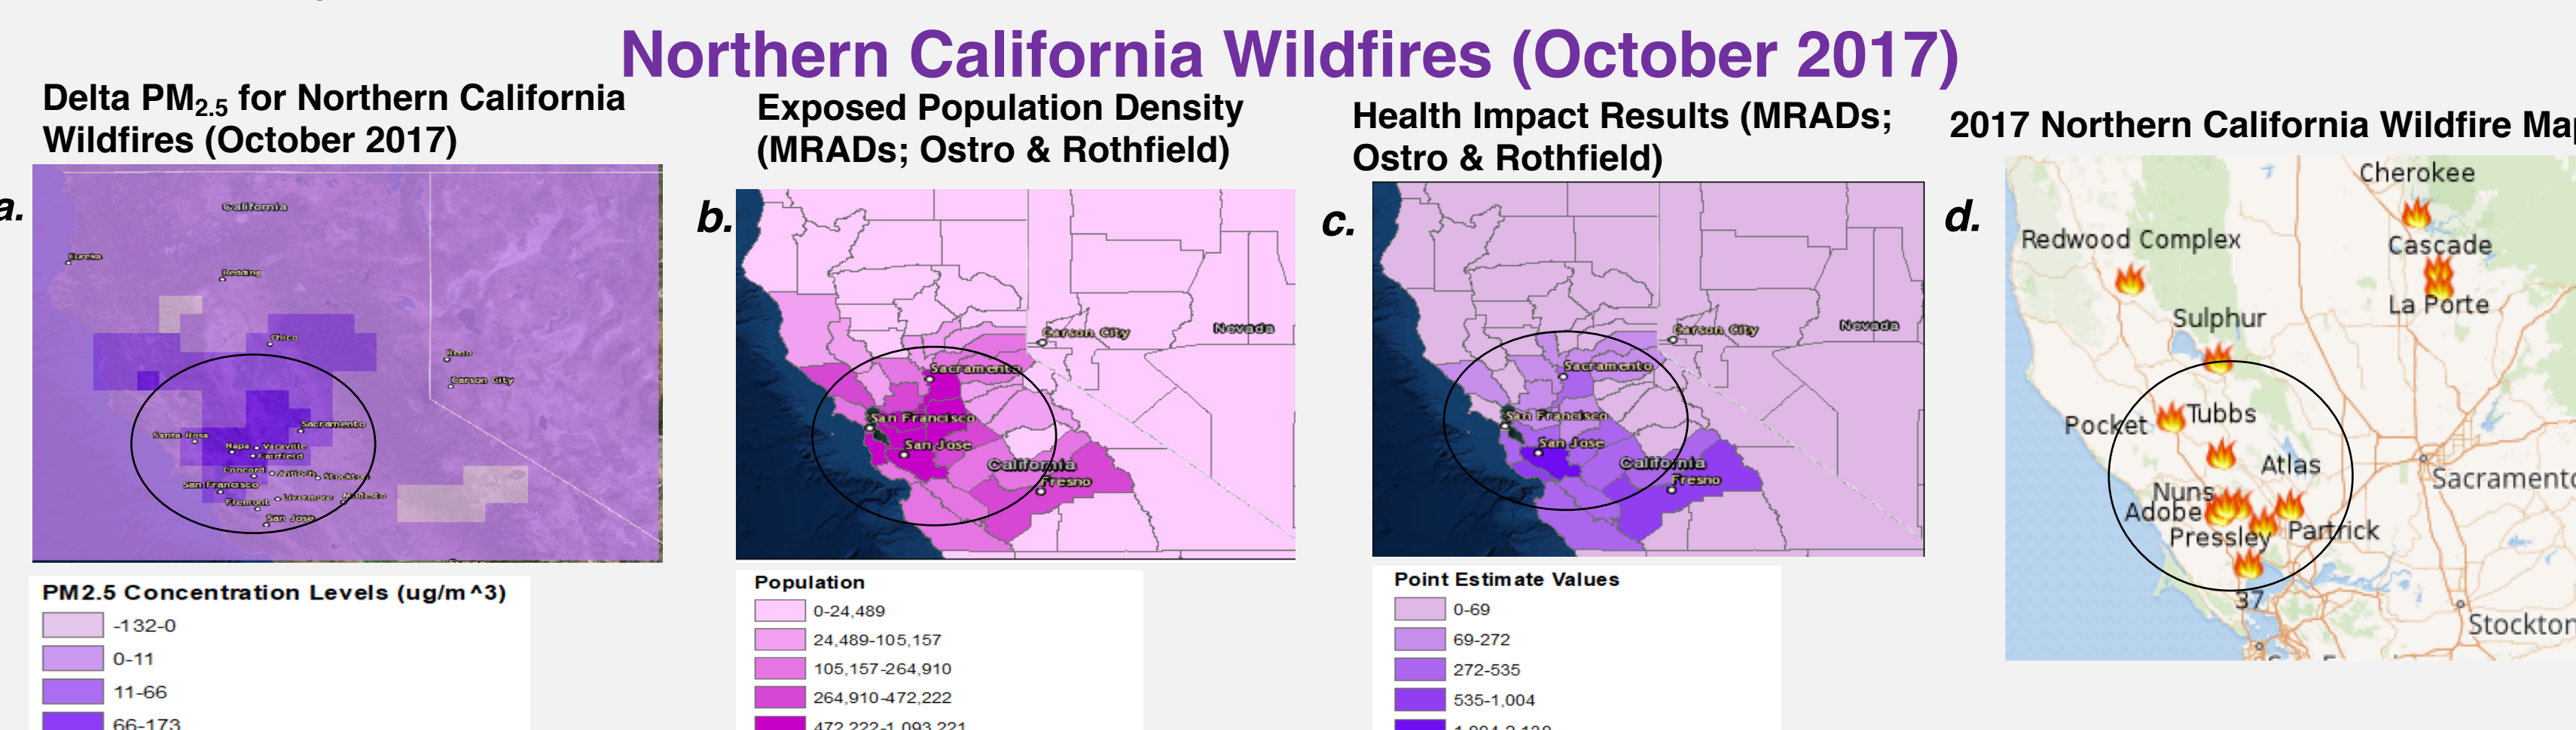 Northern California Wildfires (October 2017)
Delta PM2.5 for Northern California
Wildfires (October 2017)
a.
California
Eureka
Redding
Chico
Reno
Carson City
Sacramento
Santa Rosa
Napa
Vacaville
Fairfield
Concord
Antioch
Stockton
San Francisco
Fremont
Livermore
Modesto
San Jose
PM2.5 Concentration Levels (ug/m^3)
-132-0
0-11
11-66
66-173
Exposed Population Density
(MRADs; Ostro & Rothfield)
b.
Carson City
Nevada
Sacramento
San Francisco
San Jose
California
Fresno
Population
0-24,489
24,489-105,157
105,157-264,910
264,910-472,222
472,222-1,093,221
Health Impact Results (MRADs;
Ostro & Rothfield)
c.
Carson City
Nevada
Sacramento
San Francisco
San Jose
California
Fresno
Point Estimate Values
0-69
69-272
272-535
535-1,004
2017 Northern California Wildfire Map
d.
Cherokee
Redwood Complex
Cascade
La Porte
Sulphur
Tubbs
Pocket
Atlas
Sacramento
Nuns
Adobe
Partrick
Pressley
37
Stockton